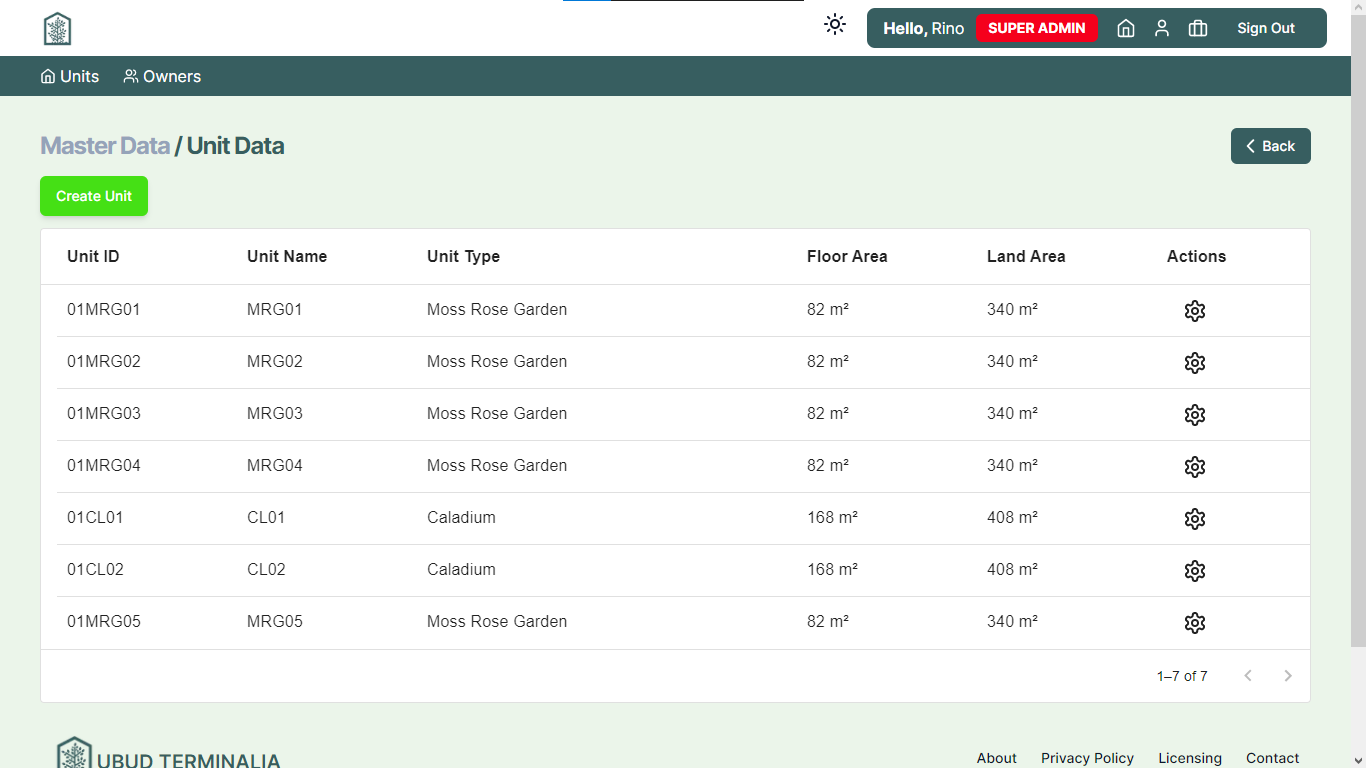 Hello, Rino SUPER ADMIN Sign Out
Units Owners
Master Data / Unit Data Back
Create Unit
Unit ID Unit Name Unit Type Floor Area Land Area Actions
01MRG01 MRG01 Moss Rose Garden 82 m² 340 m²
01MRG02 MRG02 Moss Rose Garden 82 m² 340 m²
01MRG03 MRG03 Moss Rose Garden 82 m² 340 m²
01MRG04 MRG04 Moss Rose Garden 82 m² 340 m²
01CL01 CL01 Caladium 168 m² 408 m²
01CL02 CL02 Caladium 168 m² 408 m²
01MRG05 MRG05 Moss Rose Garden 82 m² 340 m²
1–7 of 7
UBUD TERMINALIA About Privacy Policy Licensing Contact